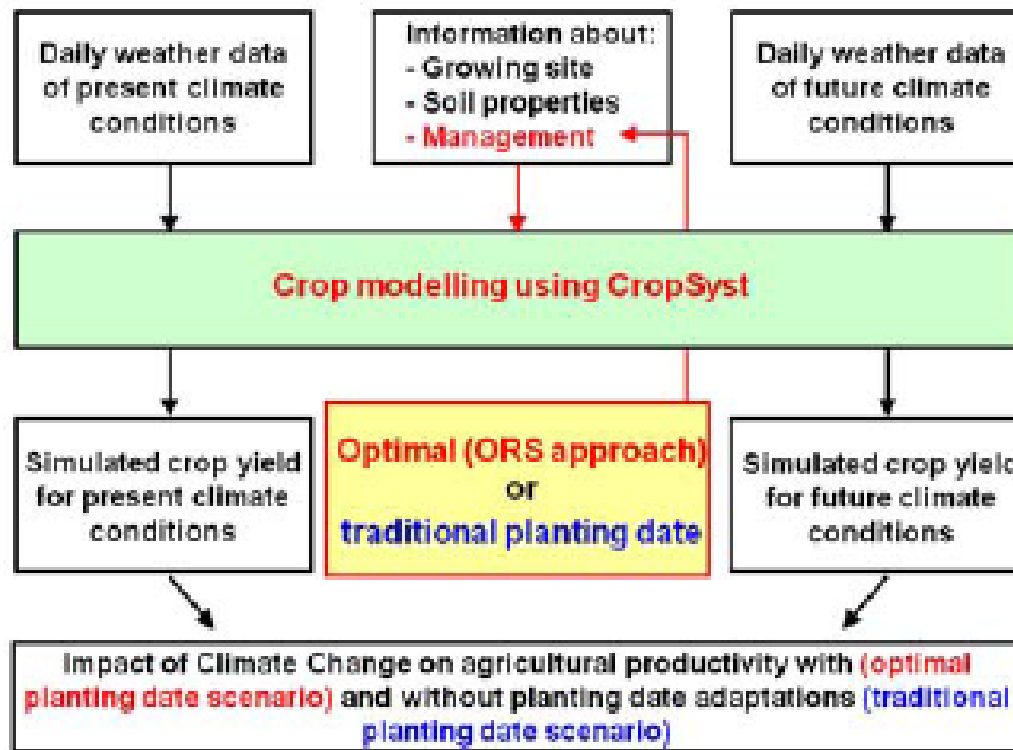 Daily weather data
of present climate
conditions
Information about:
- Growing site
- Soil properties
- Management
Daily weather data
of future climate
conditions
Crop modelling using CropSyst
Simulated crop yield
for present climate
conditions
Optimal (ORS approach)
or
traditional planting date
Simulated crop yield
for future climate
conditions
Impact of Climate Change on agricultural productivity with (optimal
planting date scenario) and without planting date adaptations (traditional
planting date scenario)